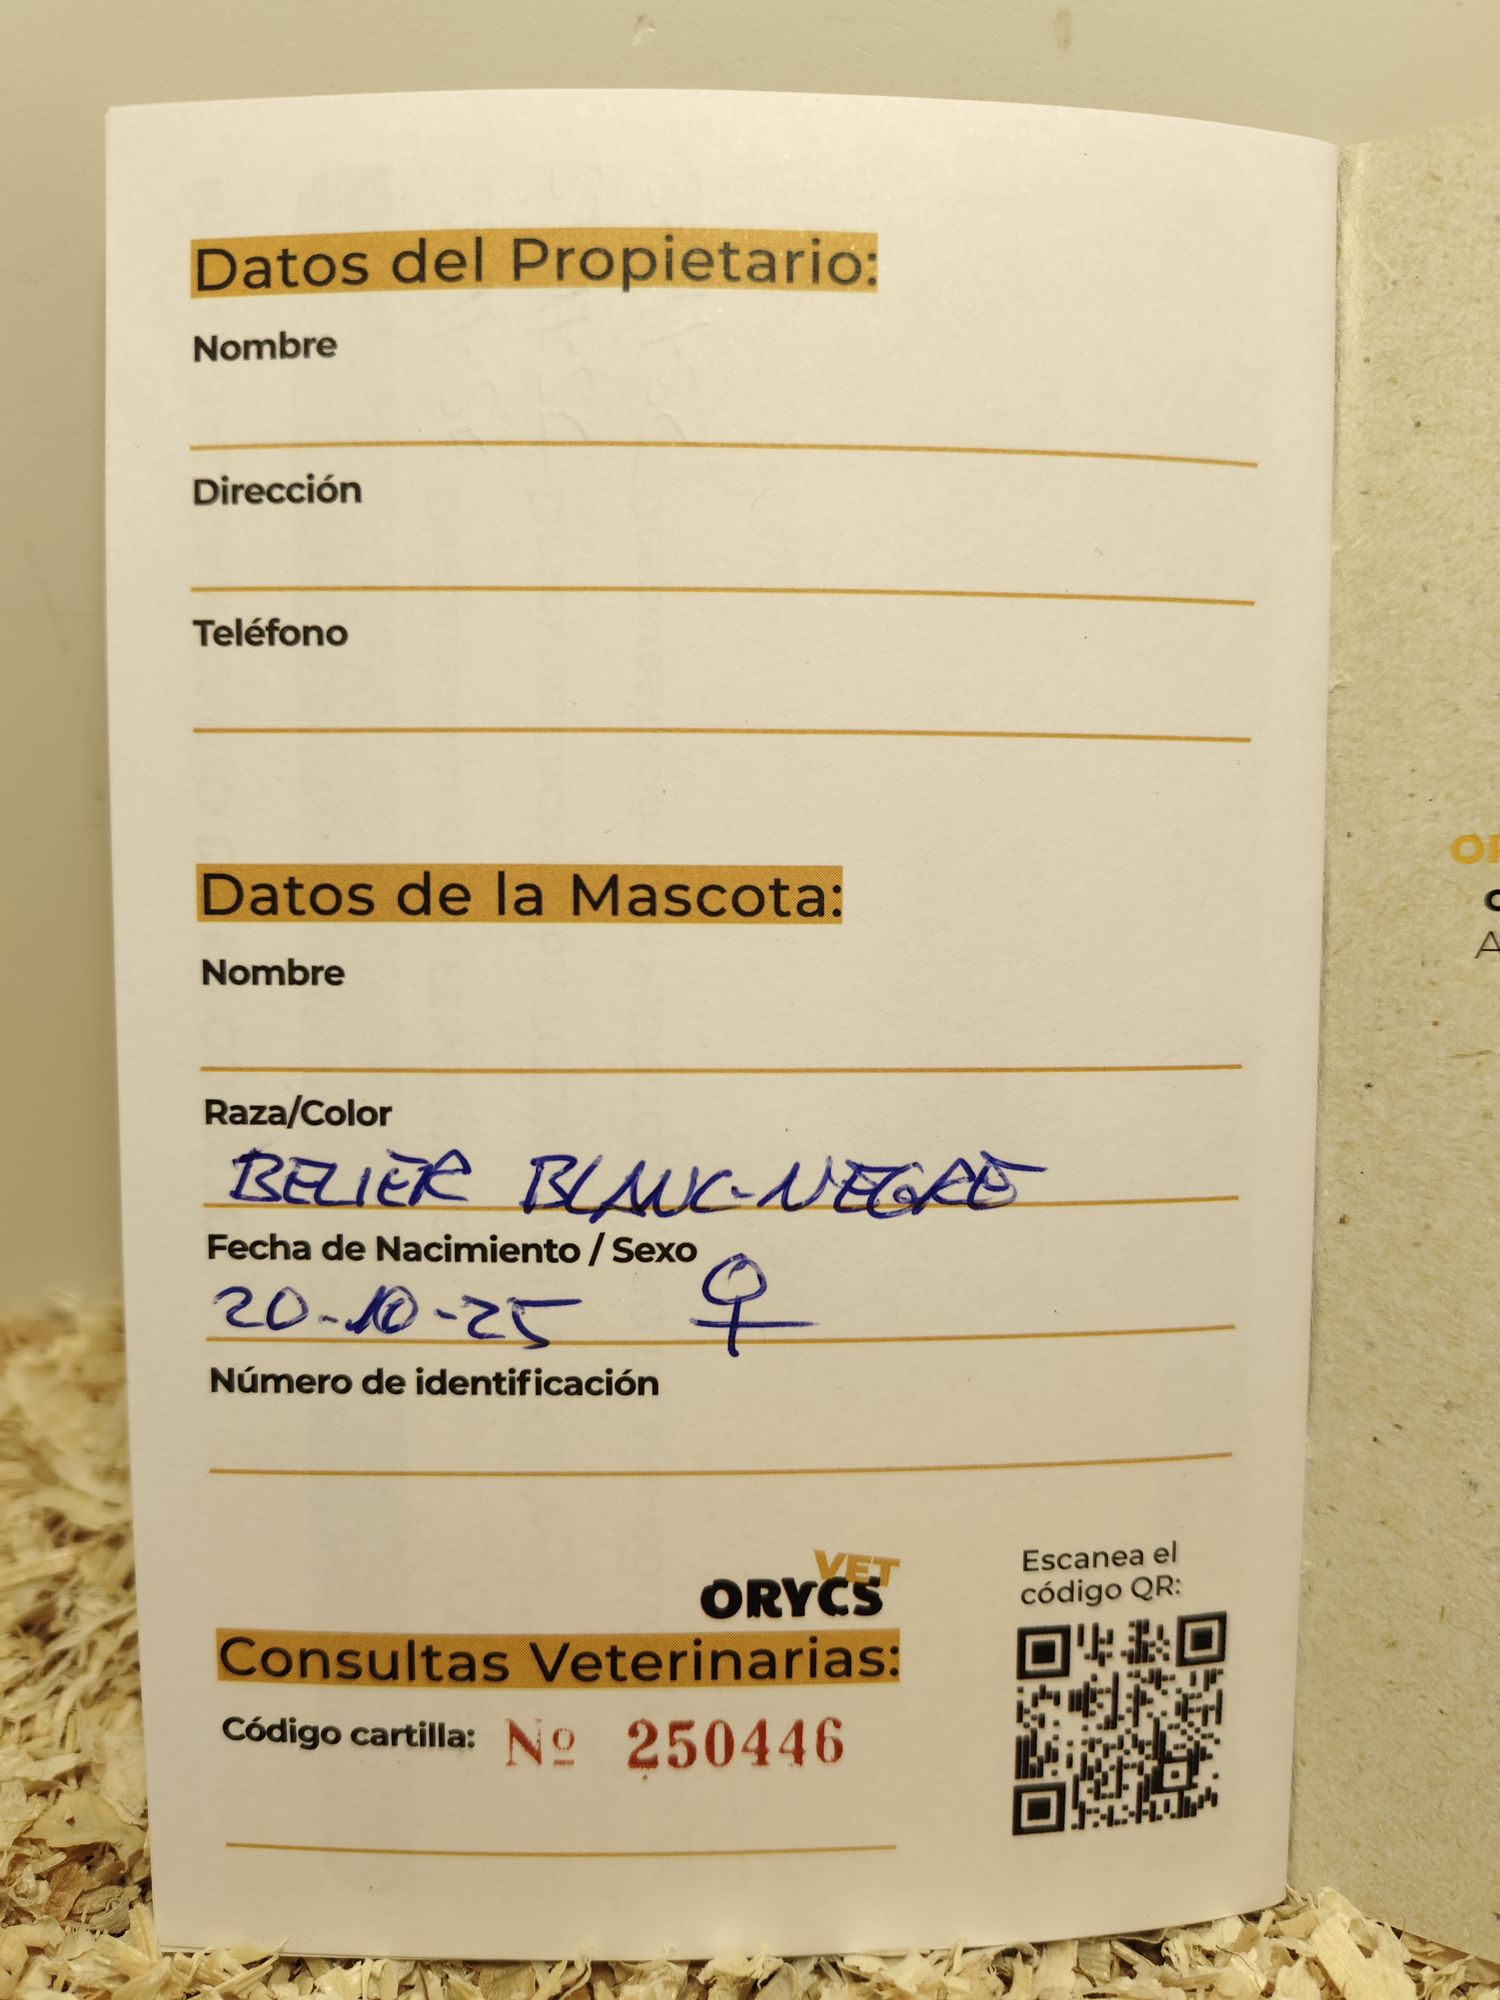 Datos del Propietario:
Nombre
Dirección
Teléfono
Datos de la Mascota:
Nombre
Raza/Color
BELIER BLANC-NEGRE
Fecha de Nacimiento / Sexo
20-10-25 ♀
Número de identificación
VET
ORYCS
Consultas Veterinarias:
Código cartilla: Nº 250446
Escanea el
código QR: